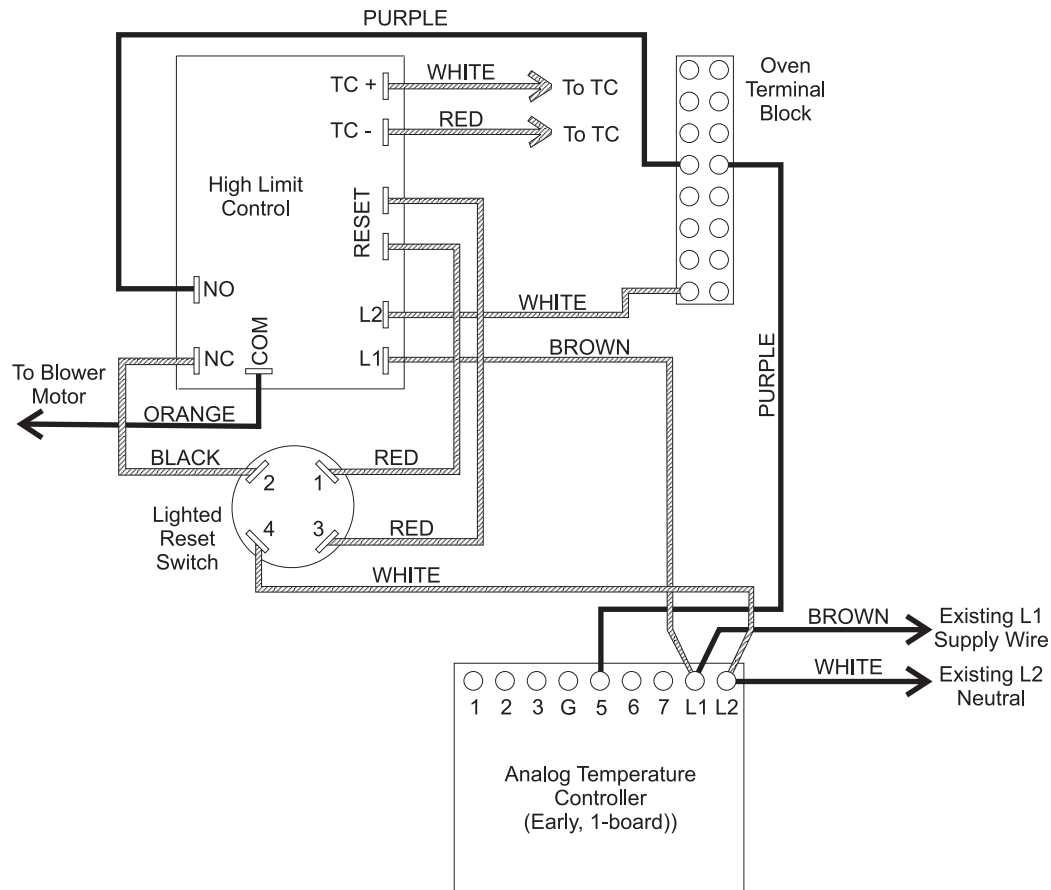 PURPLE
Oven
Terminal
Block
TC +
WHITE
To TC
TC -
RED
To TC
High Limit
Control
RESET
NO
L2
WHITE
NC
COM
L1
BROWN
PURPLE
To Blower
Motor
ORANGE
BLACK
RED
2
1
Lighted
Reset
Switch
4
3
RED
WHITE
BROWN
Existing L1
Supply Wire
WHITE
Existing L2
Neutral
1 2 3 G 5 6 7 L1 L2
Analog Temperature
Controller
(Early, 1-board))